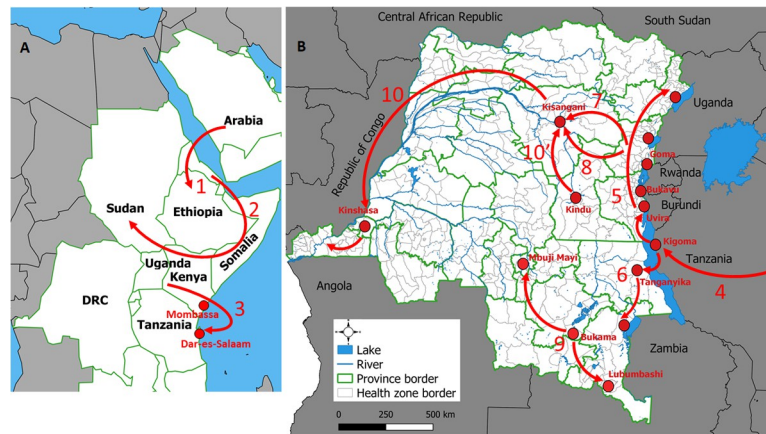 A
Arabia
1
2
Sudan
Ethiopia
Somalia
Uganda
Kenya
DRC
3
Mombassa
Tanzania
Dar-es-Salaam
B
Central African Republic
South Sudan
10
Republic of Congo
Kisangani
7
Uganda
10'
8
Goma
Rwanda
5
Bukavu
Burundi
Kindu
Uvira
Kinshasa
Kigoma
Mbuji Mayi
Tanzania
6
Tanganyika
4
Angola
9
Bukama
Zambia
Lubumbashi
Lake
River
Province border
Health zone border
0 250 500 km